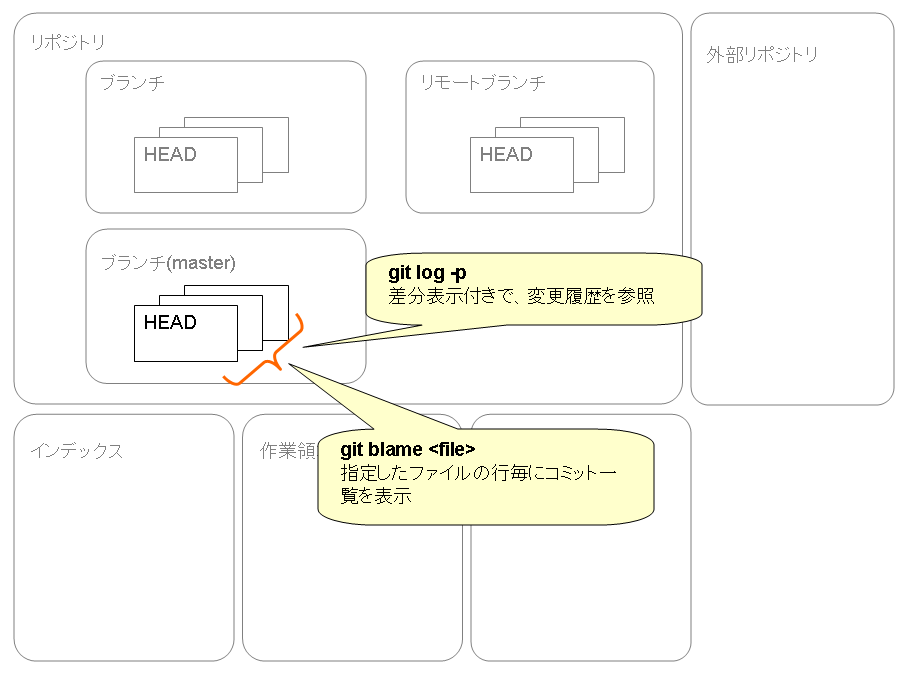 リポジトリ
外部リポジトリ
ブランチ
リモートブランチ
HEAD
HEAD
ブランチ(master)
git log -p
差分表示付きで、変更履歴を参照
HEAD
インデックス
作業領
git blame <file>
指定したファイルの行毎にコミット一
覧を表示